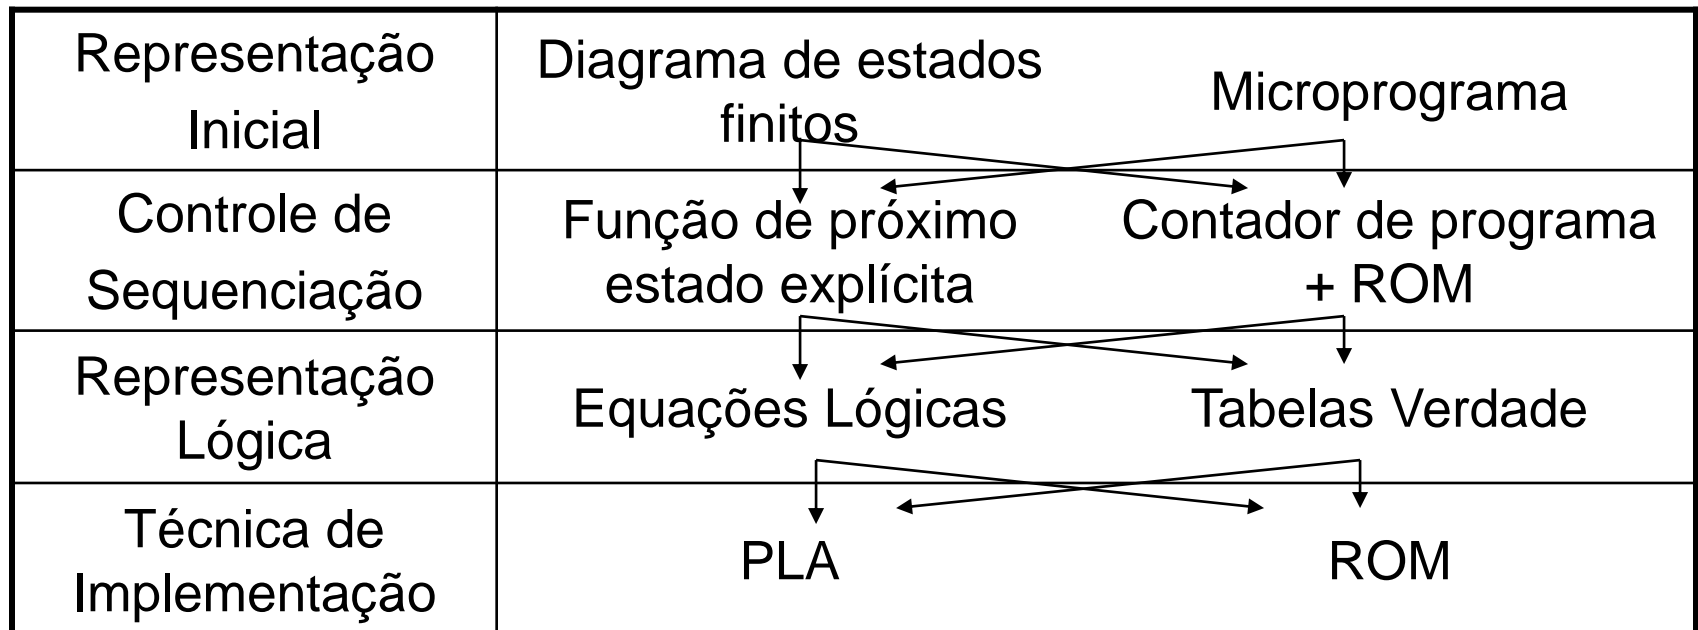 Representação
Inicial
Diagrama de estados
finitos
Microprograma
Controle de
Sequenciação
Função de próximo
estado explícita
Contador de programa
+ ROM
Representação
Lógica
Equações Lógicas
Tabelas Verdade
Técnica de
Implementação
PLA
ROM